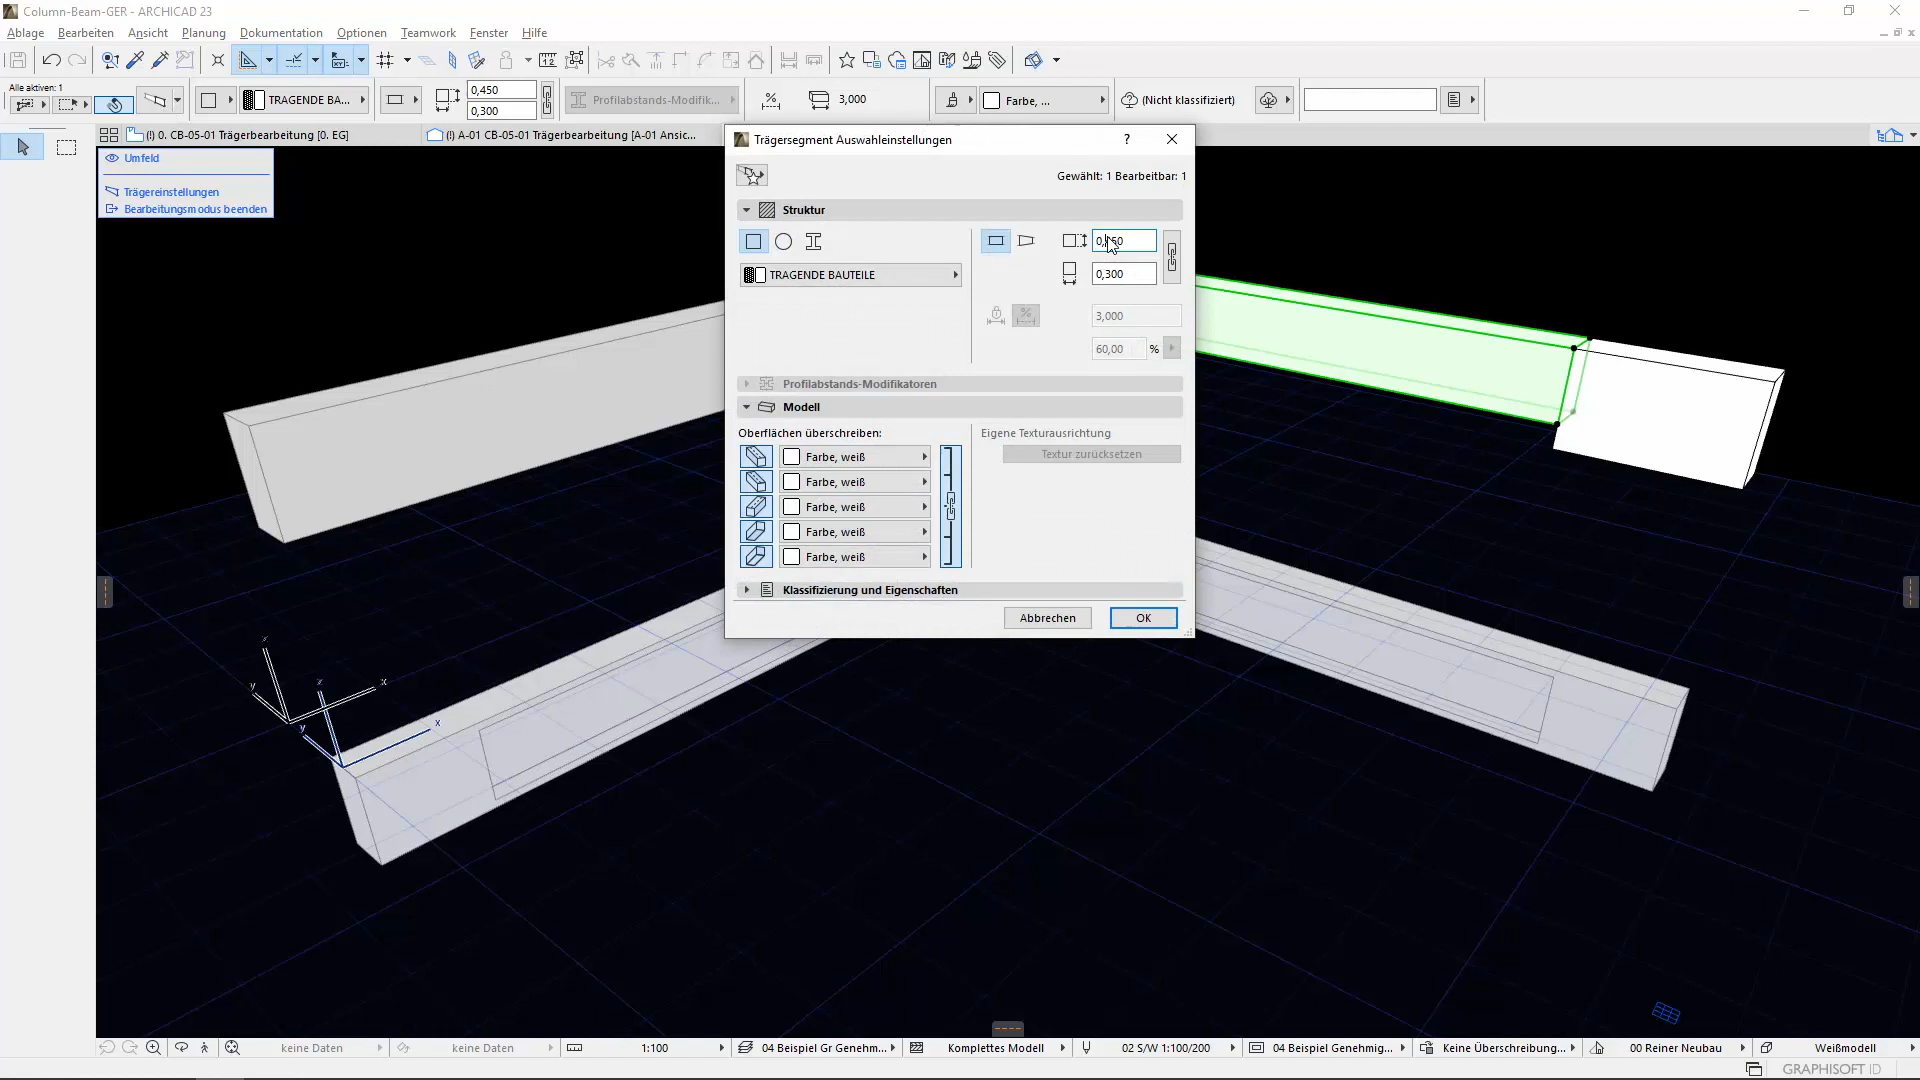 Column-Beam-GER - ARCHICAD 23
Ablage Bearbeiten Ansicht Planung Dokumentation Optionen Teamwork Fenster Hilfe
Alle aktiven: 1
TRAGENDE BA...
0,450
0,300
Profilabstands-Modifik...
3,000
Farbe, ...
(Nicht klassifiziert)
(!) 0. CB-05-01 Trägerbearbeitung [0. EG]
(!) A-01 CB-05-01 Trägerbearbeitung [A-01 Ansic...
Umfeld
Trägereinstellungen
Bearbeitungsmodus beenden
Trägersegment Auswahleinstellungen
?
Gewählt: 1 Bearbeitbar: 1
Struktur
TRAGENDE BAUTEILE
0,300
3,000
60,00 %
Profilabstands-Modifikatoren
Modell
Oberflächen überschreiben:
Farbe, weiß
Farbe, weiß
Farbe, weiß
Farbe, weiß
Farbe, weiß
Eigene Texturausrichtung
Textur zurücksetzen
Klassifizierung und Eigenschaften
Abbrechen
OK
z
y
x
z
y
x
keine Daten
keine Daten
1:100
04 Beispiel Gr Genehm...
Komplettes Modell
02 S/W 1:100/200
04 Beispiel Genehmig...
Keine Überschreibung...
00 Reiner Neubau
Weißmodell
GRAPHISOFT ID